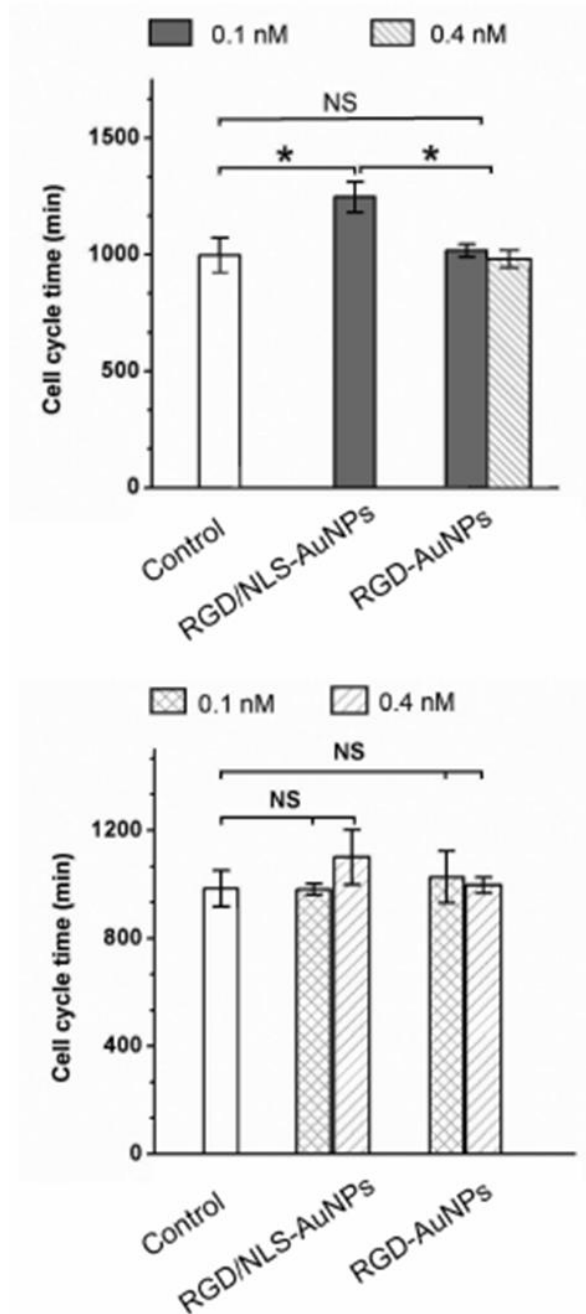 0.1 nM 0.4 nM
NS
* *
1500
1000
500
0
Cell cycle time (min)
Control
RGD/NLS-AuNPs
RGD-AuNPs
0.1 nM 0.4 nM
NS
NS
1200
800
400
0
Cell cycle time (min)
Control
RGD/NLS-AuNPs
RGD-AuNPs